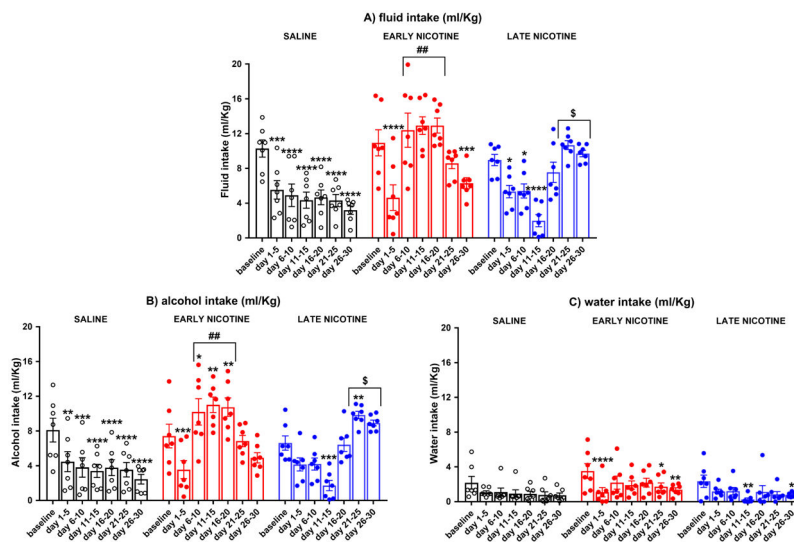 A) fluid intake (ml/Kg)
SALINE EARLY NICOTINE LATE NICOTINE
##
$
*** **** **** **** **** ****
**** ***
* * ****
Fluid intake (ml/Kg)
20
16
12
8
4
0
baseline day 1-5 day 6-10 day 11-15 day 16-20 day 21-25 day 26-30
baseline day 1-5 day 6-10 day 11-15 day 16-20 day 21-25 day 26-30
baseline day 1-5 day 6-10 day 11-15 day 16-20 day 21-25 day 26-30
B) alcohol intake (ml/Kg)
SALINE EARLY NICOTINE LATE NICOTINE
##
$
** *** **** **** **** ****
*** * ** **
*** **
Alcohol intake (ml/Kg)
20
16
12
8
4
0
baseline day 1-5 day 6-10 day 11-15 day 16-20 day 21-25 day 26-30
baseline day 1-5 day 6-10 day 11-15 day 16-20 day 21-25 day 26-30
baseline day 1-5 day 6-10 day 11-15 day 16-20 day 21-25 day 26-30
C) water intake (ml/Kg)
SALINE EARLY NICOTINE LATE NICOTINE
**** * **
** *
Water intake (ml/Kg)
20
16
12
8
4
0
baseline day 1-5 day 6-10 day 11-15 day 16-20 day 21-25 day 26-30
baseline day 1-5 day 6-10 day 11-15 day 16-20 day 21-25 day 26-30
baseline day 1-5 day 6-10 day 11-15 day 16-20 day 21-25 day 26-30